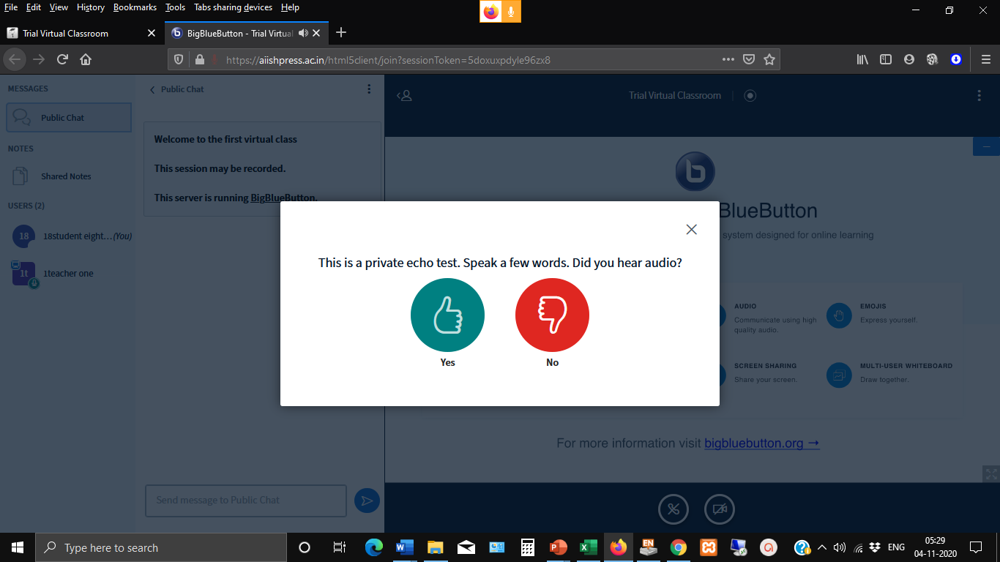 File Edit View History Bookmarks Tools Tabs sharing devices Help
Trial Virtual Classroom
BigBlueButton - Trial Virtual
https://aiishpress.ac.in/html5client/join?sessionToken=5doxuxpdyle96zx8
MESSAGES
Public Chat
NOTES
Shared Notes
USERS (2)
18
18student eight...(You)
1t
1teacher one
Public Chat
Welcome to the first virtual class
This session may be recorded.
This server is running BigBlueButton.
Send message to Public Chat
Trial Virtual Classroom
b
BlueButton
system designed for online learning
AUDIO
Communicate using high
quality audio.
EMOJIS
Express yourself.
SCREEN SHARING
Share your screen.
MULTI-USER WHITEBOARD
Draw together.
For more information visit bigbluebutton.org →
This is a private echo test. Speak a few words. Did you hear audio?
Yes
No
Type here to search
EN
ENG
05:29
04-11-2020